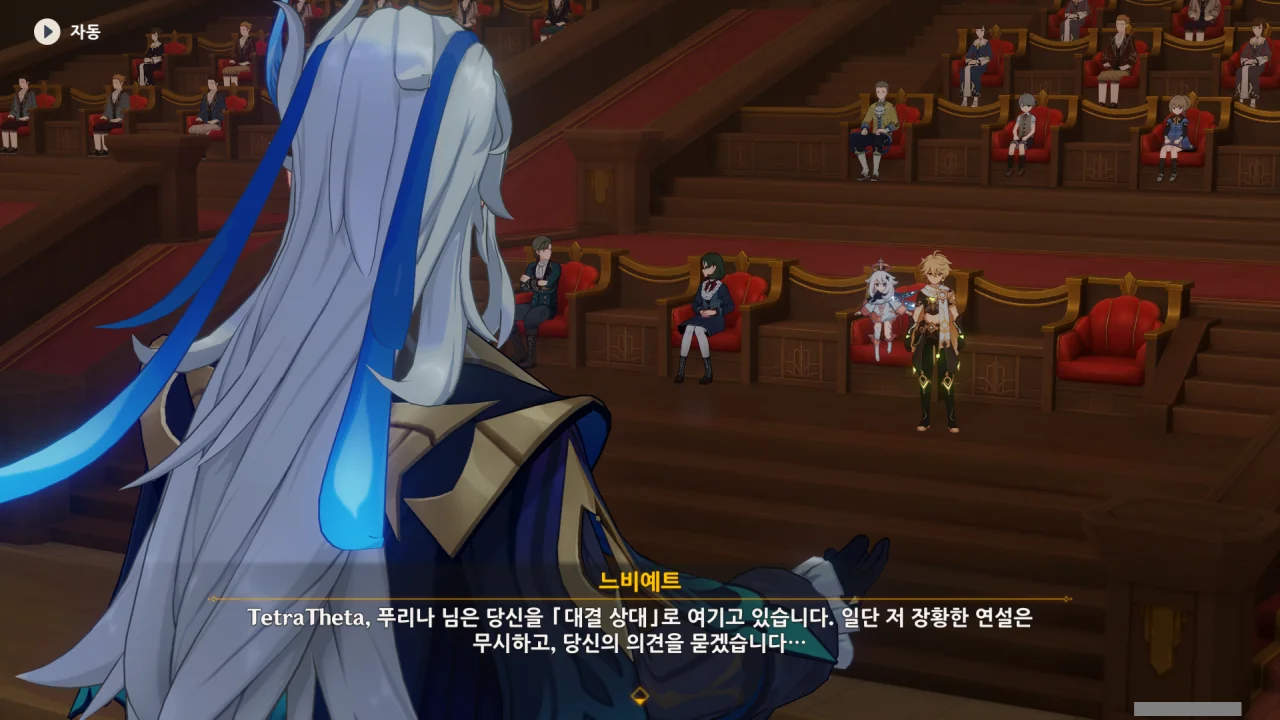 자동
느비예트
TetraTheta, 푸리나 님은 당신을 「대결 상대」로 여기고 있습니다. 일단 저 장황한 연설은
무시하고, 당신의 의견을 묻겠습니다…